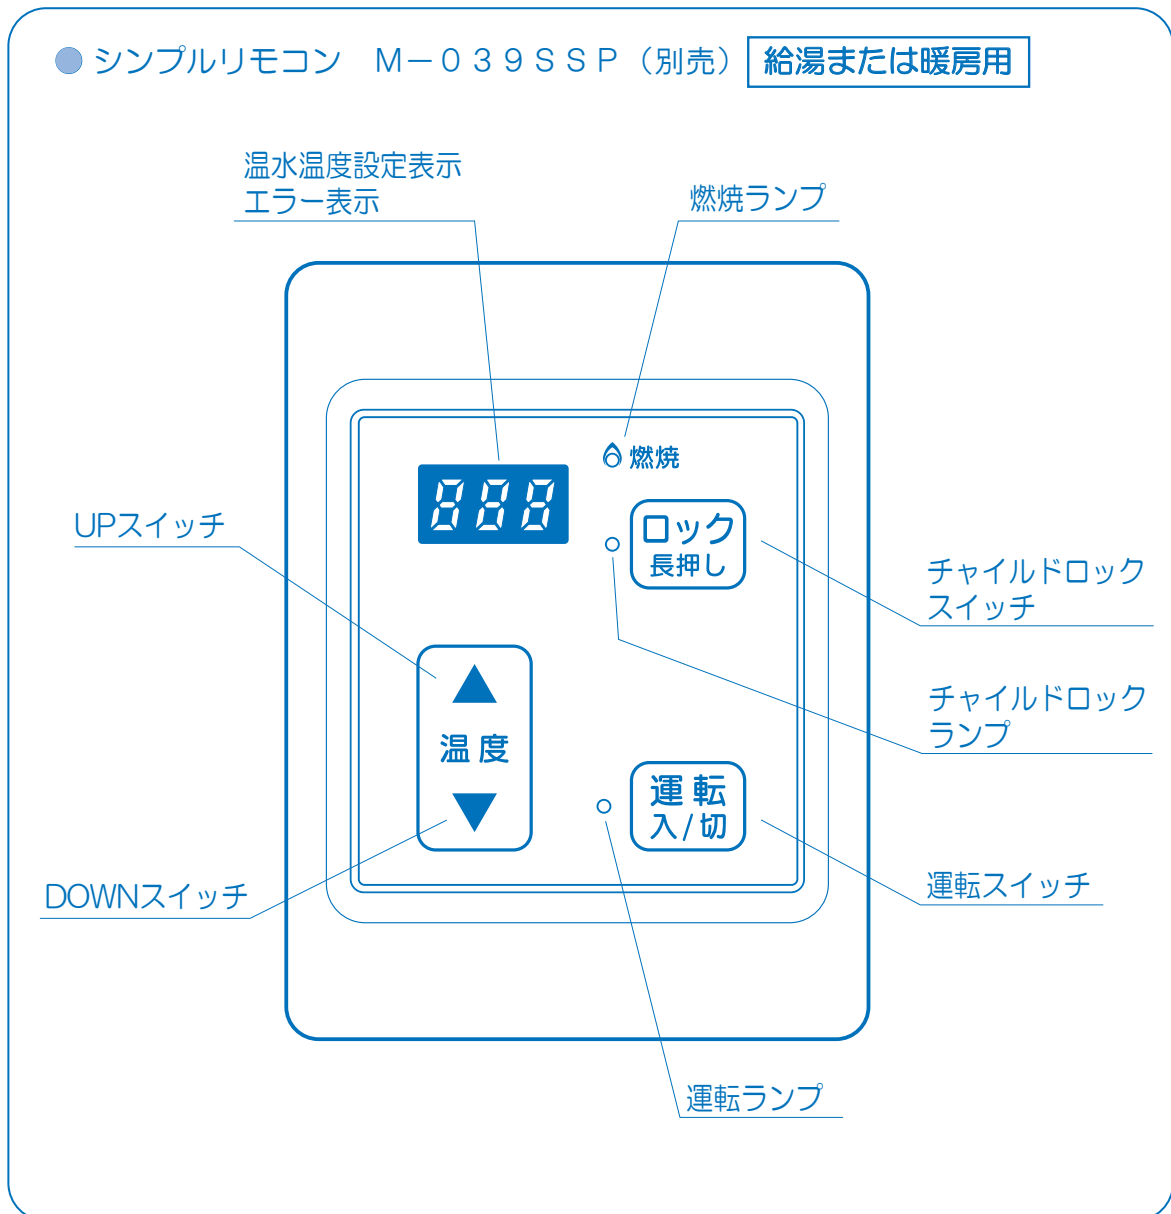 シンプルリモコン　Ｍ－０３９ＳＳＰ（別売）　給湯または暖房用
温水温度設定表示
エラー表示
燃焼ランプ
燃焼
888
UPスイッチ
ロック
長押し
チャイルドロック
スイッチ
チャイルドロック
ランプ
温度
運転
入/切
DOWNスイッチ
運転スイッチ
運転ランプ